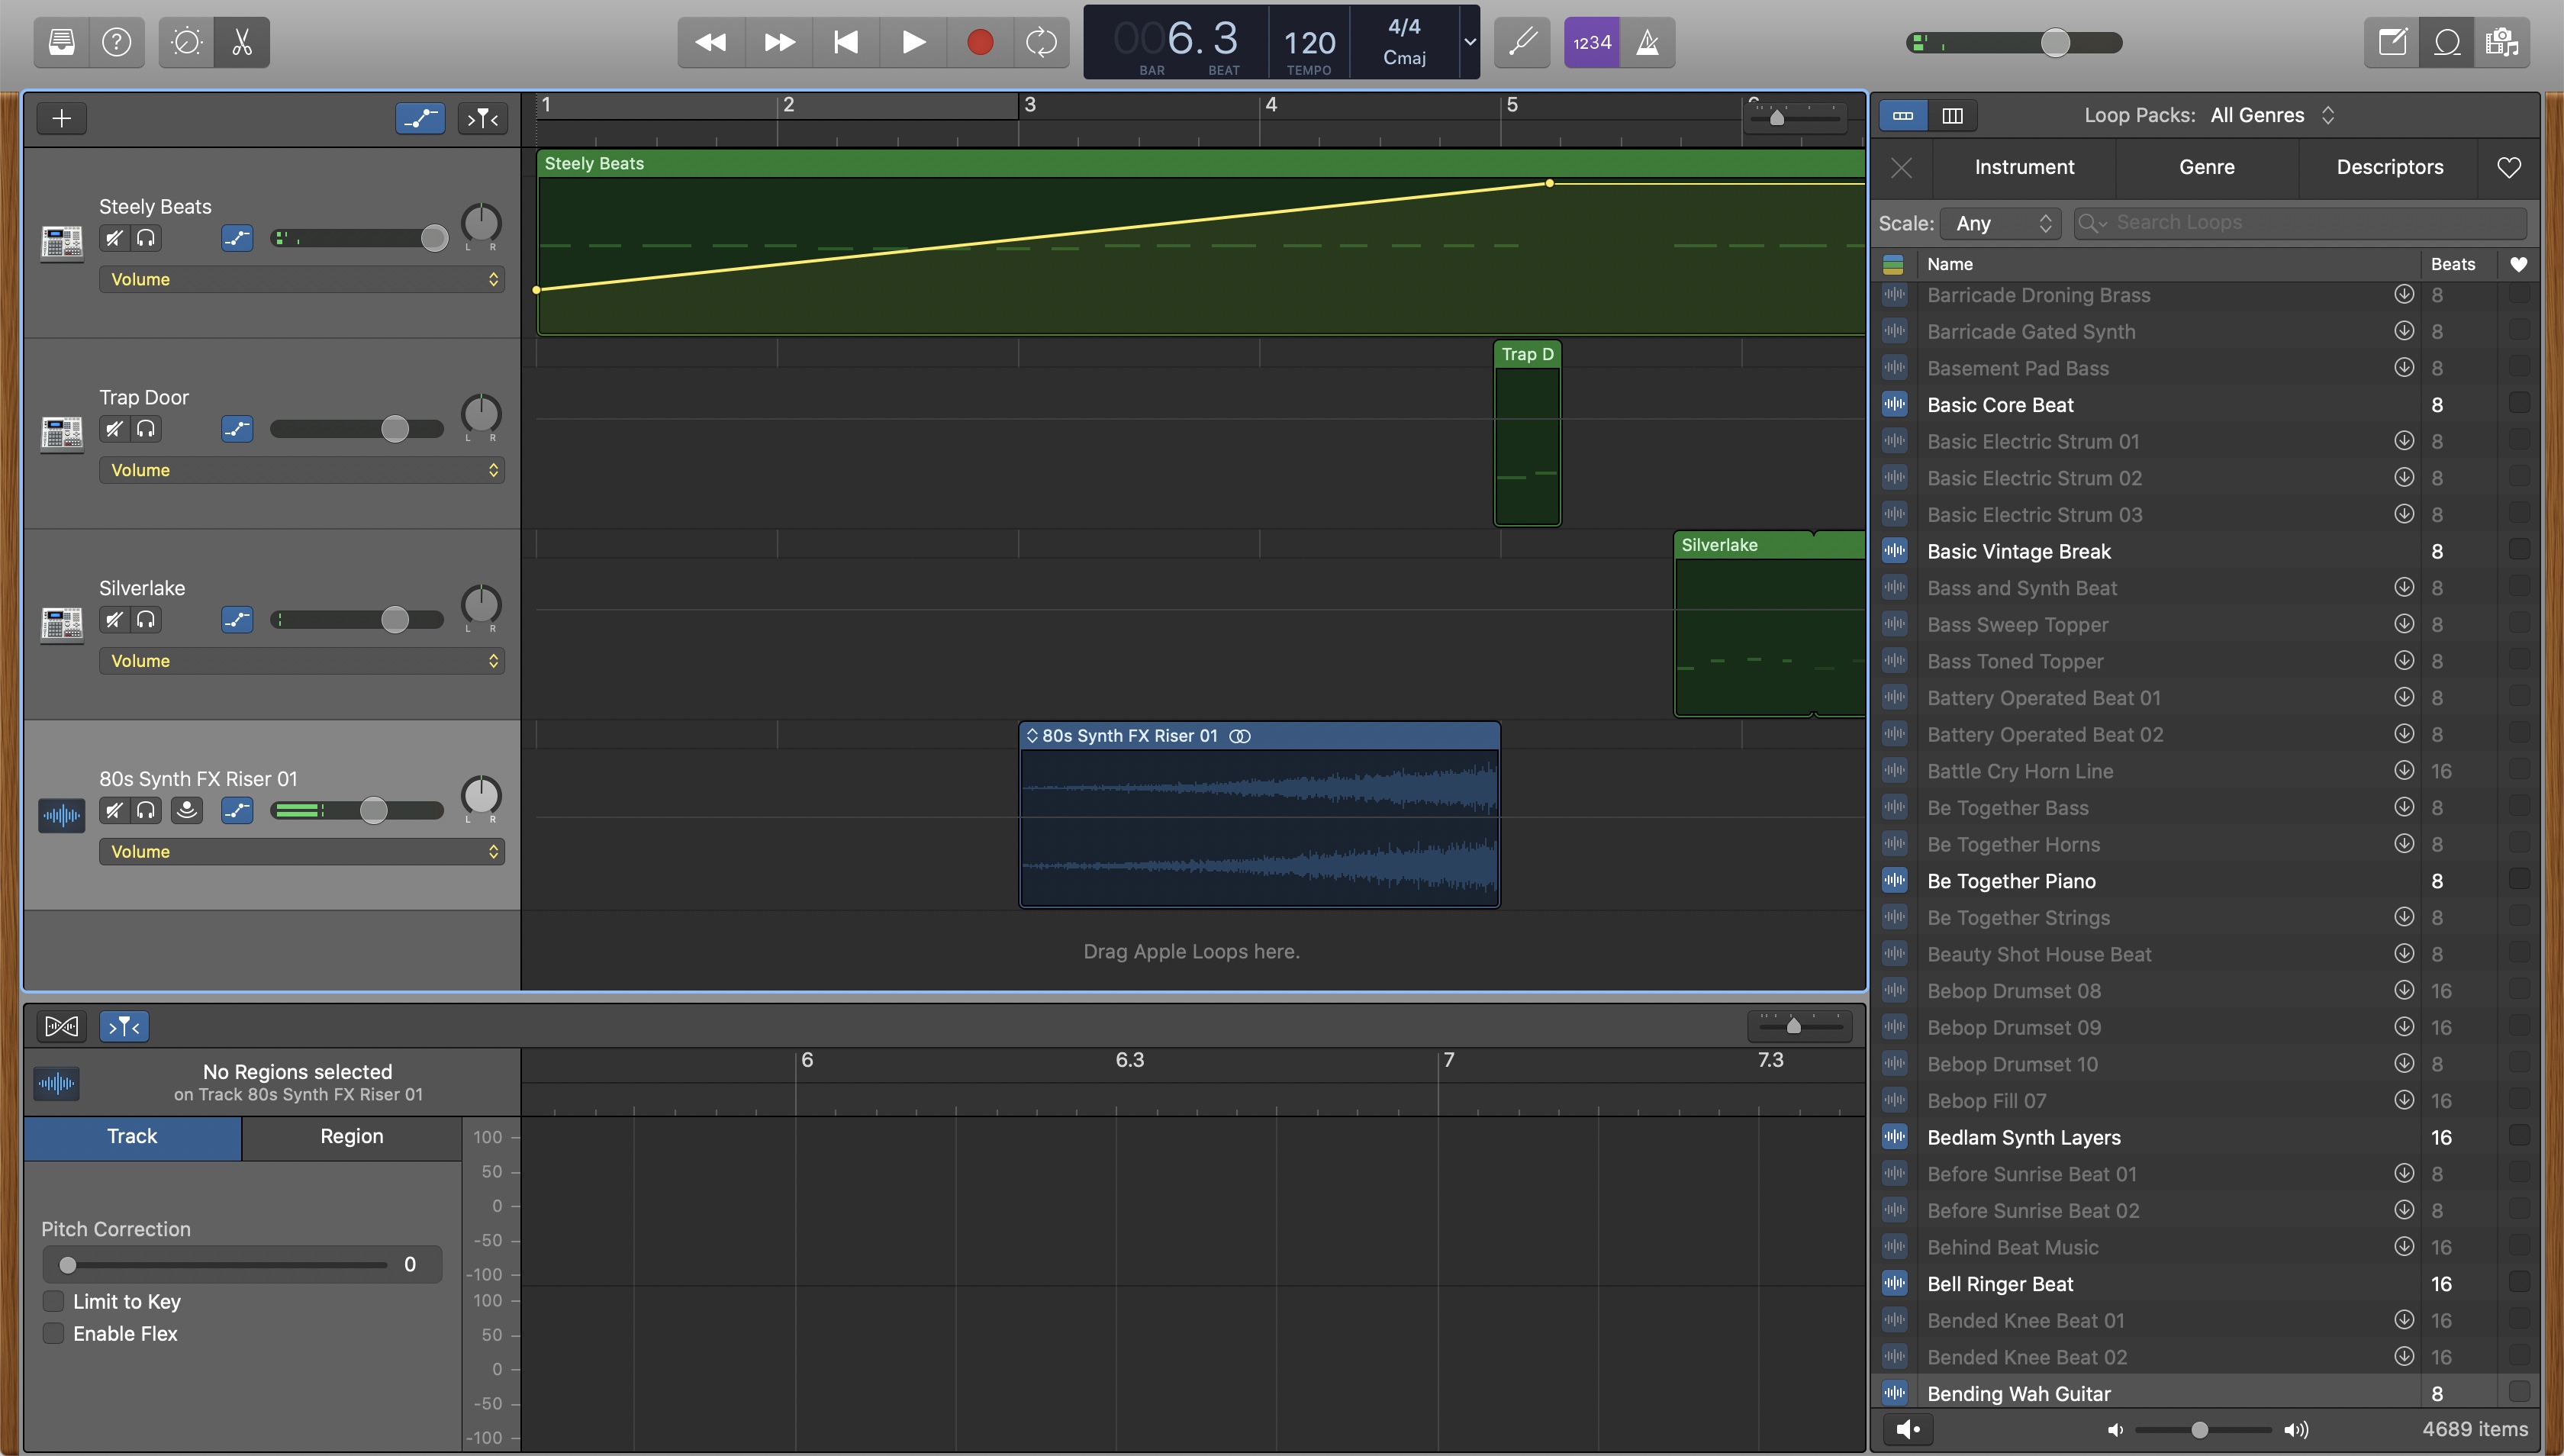 006.3
BAR BEAT
120
TEMPO
4/4
Cmaj
1234
1 2 3 4 5
Steely Beats
L R
Volume
Steely Beats
Trap Door
L R
Volume
Trap D
Silverlake
L R
Volume
Silverlake
80s Synth FX Riser 01
L R
Volume
80s Synth FX Riser 01
Drag Apple Loops here.
No Regions selected
on Track 80s Synth FX Riser 01
6 6.3 7 7.3
Track Region
Pitch Correction
0
Limit to Key
Enable Flex
100
50
0
-50
-100
100
50
0
-50
-100
Loop Packs: All Genres
Instrument Genre Descriptors
Scale: Any Search Loops
Name Beats
Barricade Droning Brass 8
Barricade Gated Synth 8
Basement Pad Bass 8
Basic Core Beat 8
Basic Electric Strum 01 8
Basic Electric Strum 02 8
Basic Electric Strum 03 8
Basic Vintage Break 8
Bass and Synth Beat 8
Bass Sweep Topper 8
Bass Toned Topper 8
Battery Operated Beat 01 8
Battery Operated Beat 02 8
Battle Cry Horn Line 16
Be Together Bass 8
Be Together Horns 8
Be Together Piano 8
Be Together Strings 8
Beauty Shot House Beat 8
Bebop Drumset 08 16
Bebop Drumset 09 16
Bebop Drumset 10 8
Bebop Fill 07 16
Bedlam Synth Layers 16
Before Sunrise Beat 01 8
Before Sunrise Beat 02 8
Behind Beat Music 16
Bell Ringer Beat 16
Bended Knee Beat 01 16
Bended Knee Beat 02 16
Bending Wah Guitar 8
4689 items